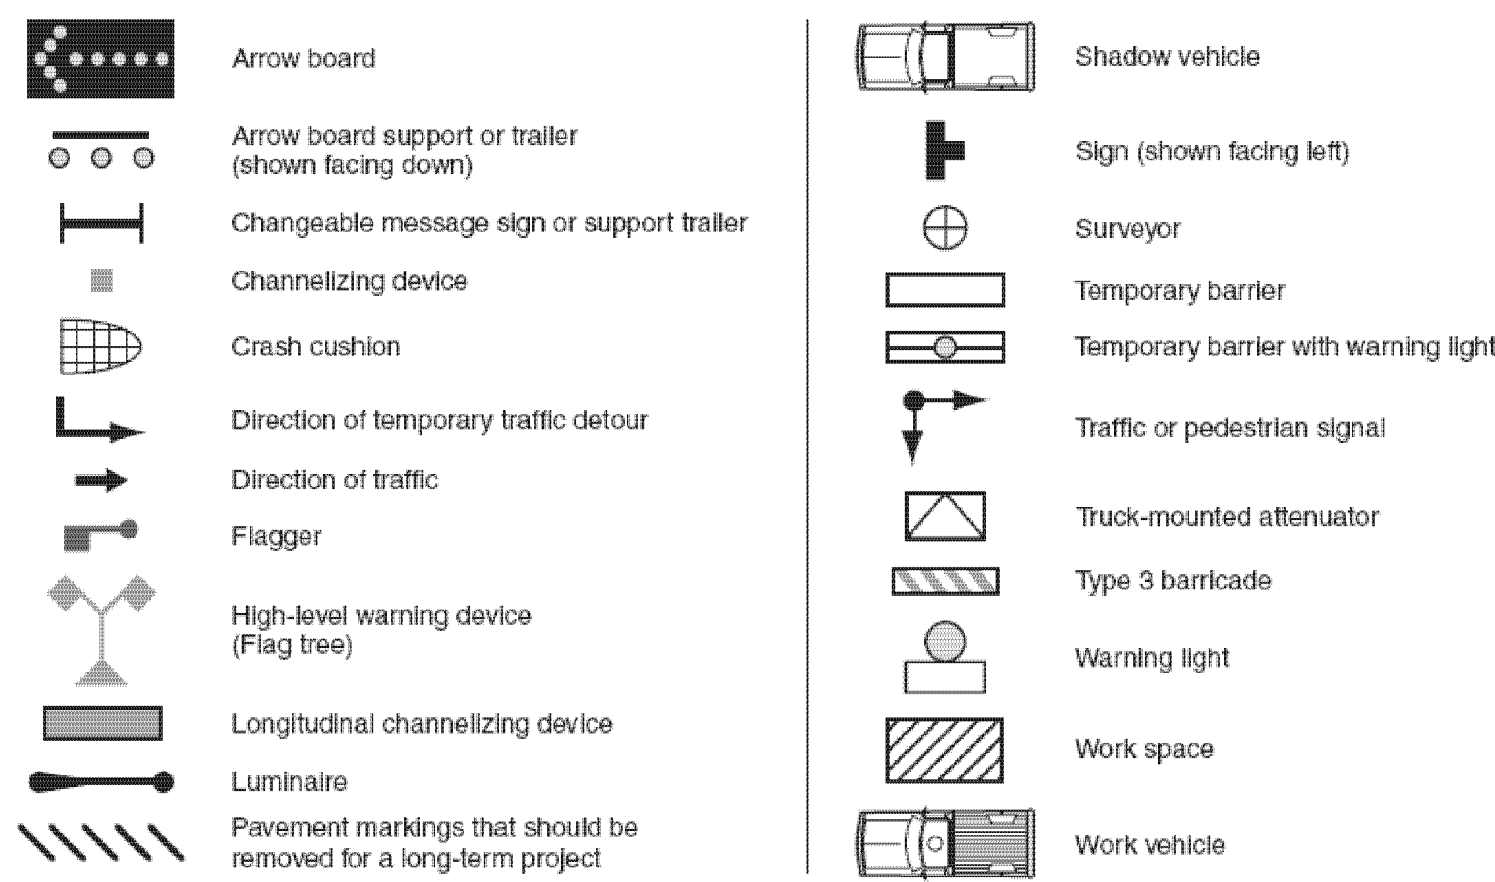 Arrow board
Arrow board support or trailer
(shown facing down)
Changeable message sign or support trailer
Channelizing device
Crash cushion
Direction of temporary traffic detour
Direction of traffic
Flagger
High-level warning device
(Flag tree)
Longitudinal channelizing device
Luminaire
Pavement markings that should be
removed for a long-term project
Shadow vehicle
Sign (shown facing left)
Surveyor
Temporary barrier
Temporary barrier with warning light
Traffic or pedestrian signal
Truck-mounted attenuator
Type 3 barricade
Warning light
Work space
Work vehicle